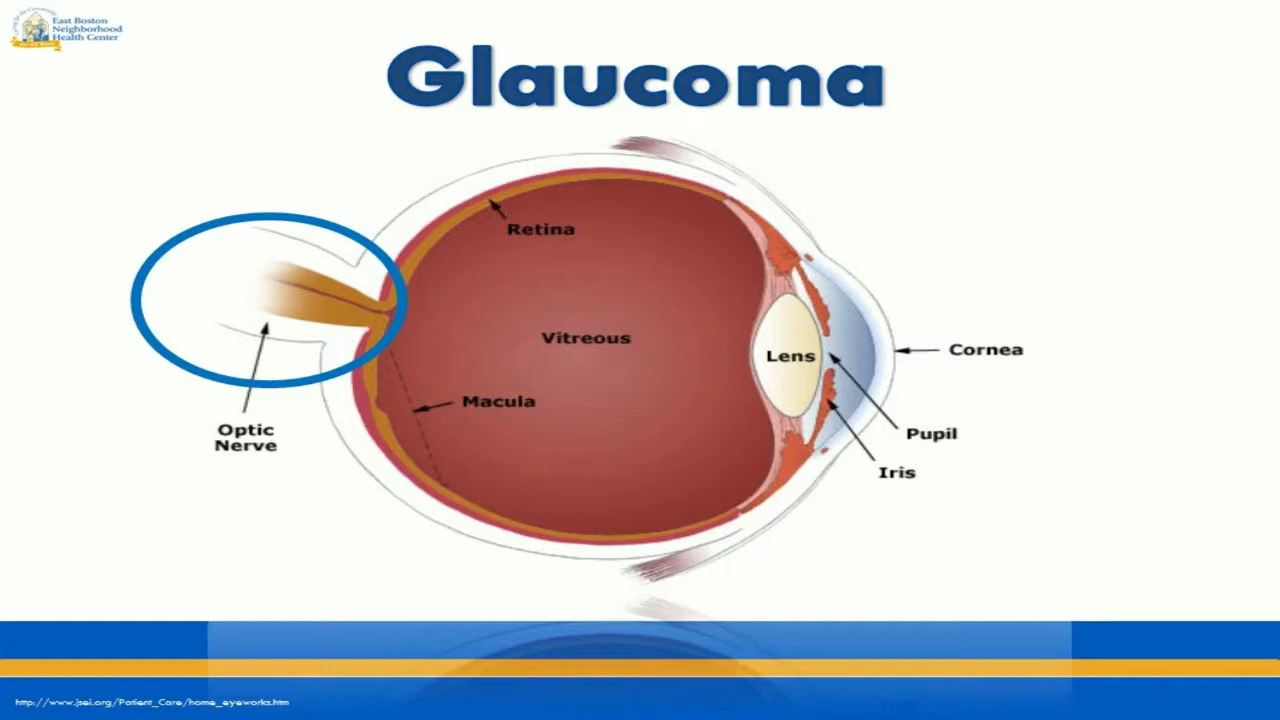 East Boston
Neighborhood
Health Center
Glaucoma
Retina
Vitreous
Lens
Cornea
Macula
Optic
Nerve
Pupil
Iris
http://www.jsei.org/Patient_Care/home_eyeworks.htm